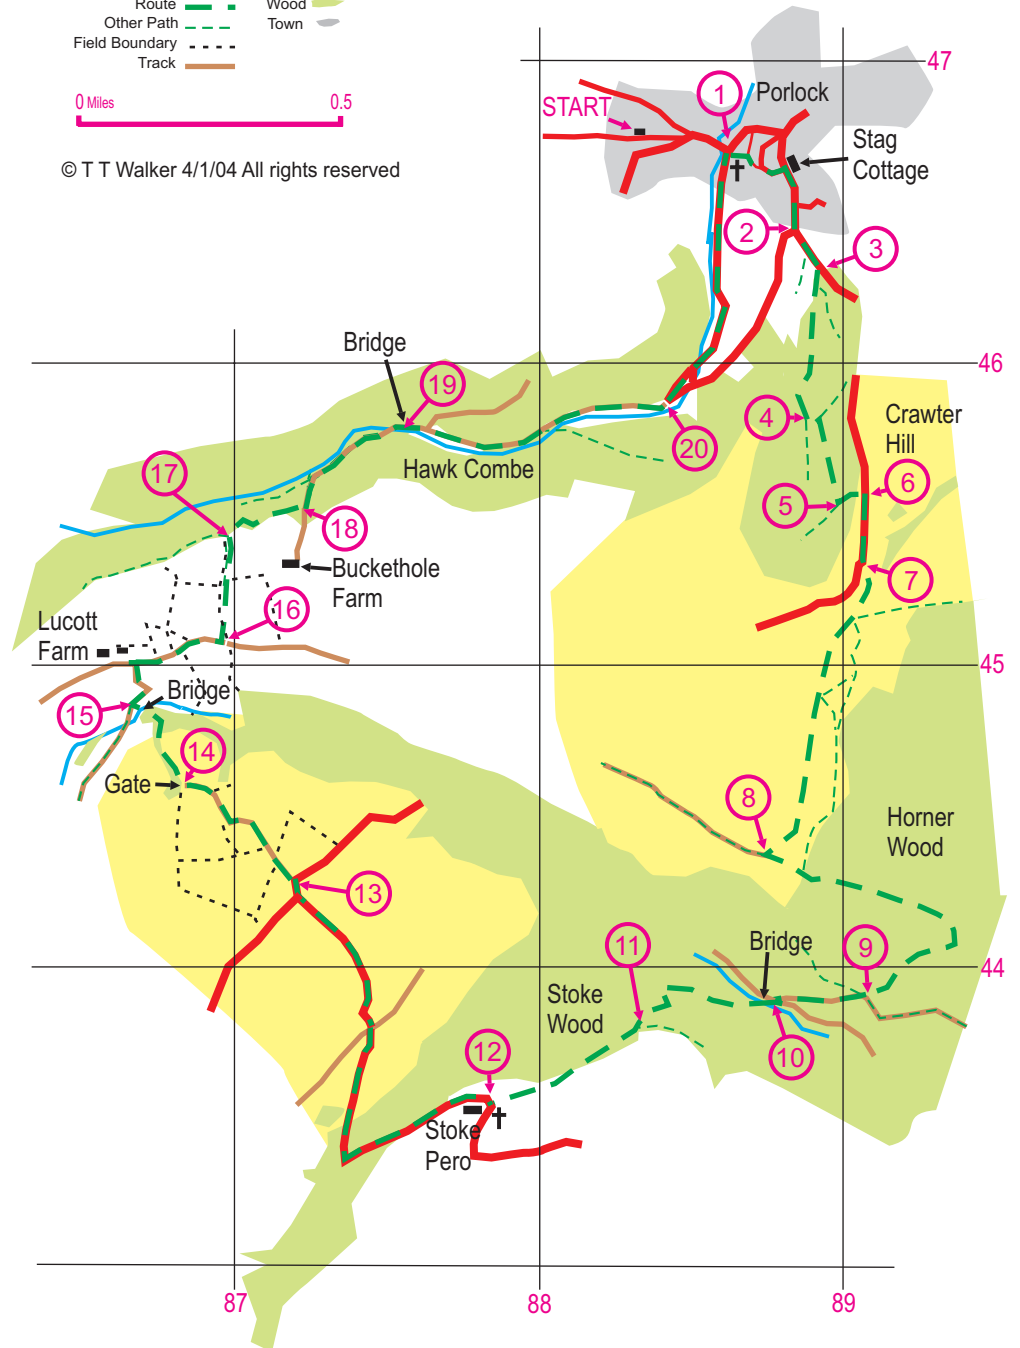 Route
Wood
Other Path
Town
Field Boundary
Track
0 Miles
0.5
© T T Walker 4/1/04 All rights reserved
47
START
1
Porlock
Stag
Cottage
2
3
46
Bridge
19
4
Crawter
Hill
20
Hawk Combe
17
6
5
18
7
Buckethole
Farm
16
Lucott
Farm
45
Bridge
15
14
Gate
8
Horner
Wood
13
11
Bridge
9
44
Stoke
Wood
10
12
Stoke
Pero
87
88
89